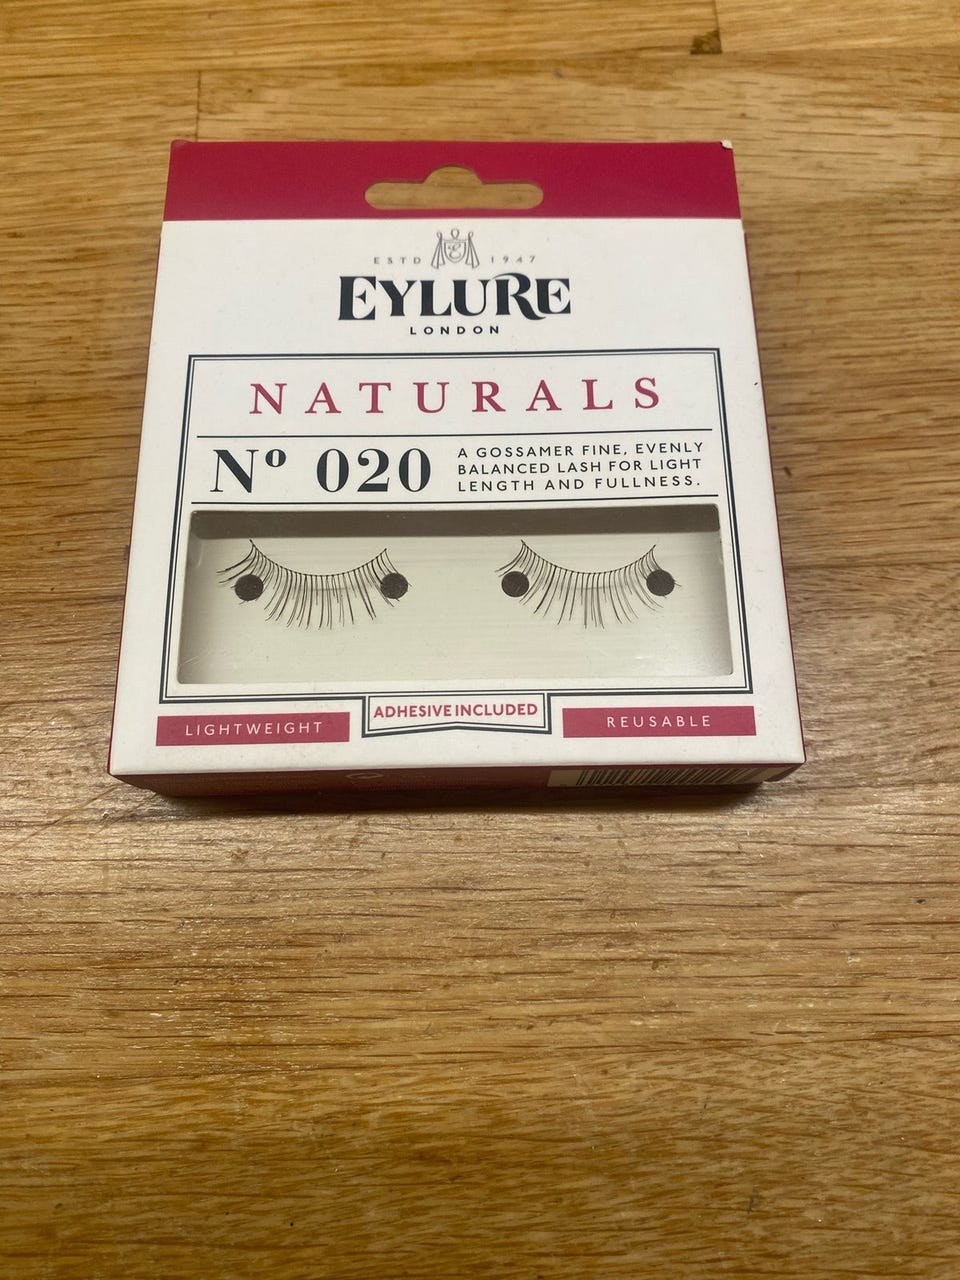 ESTD E 1947
EYLURE
LONDON
NATURALS
Nº 020
A GOSSAMER FINE, EVENLY
BALANCED LASH FOR LIGHT
LENGTH AND FULLNESS.
ADHESIVE INCLUDED
LIGHTWEIGHT
REUSABLE